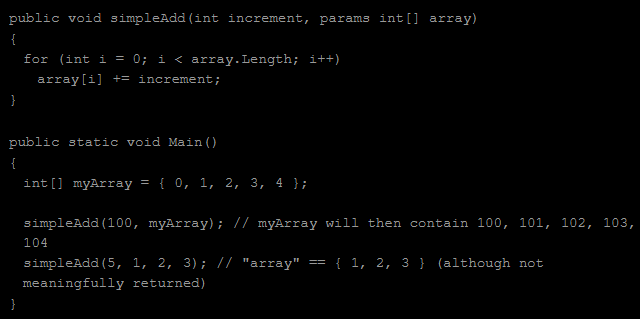 public void simpleAdd(int increment, params int[] array)
{
for (int i = 0; i < array.Length; i++)
array[i] += increment;
}
public static void Main()
{
int[] myArray = { 0, 1, 2, 3, 4 };
simpleAdd(100, myArray); // myArray will then contain 100, 101, 102, 103,
104
simpleAdd(5, 1, 2, 3); // "array" == { 1, 2, 3 } (although not
meaningfully returned)
}